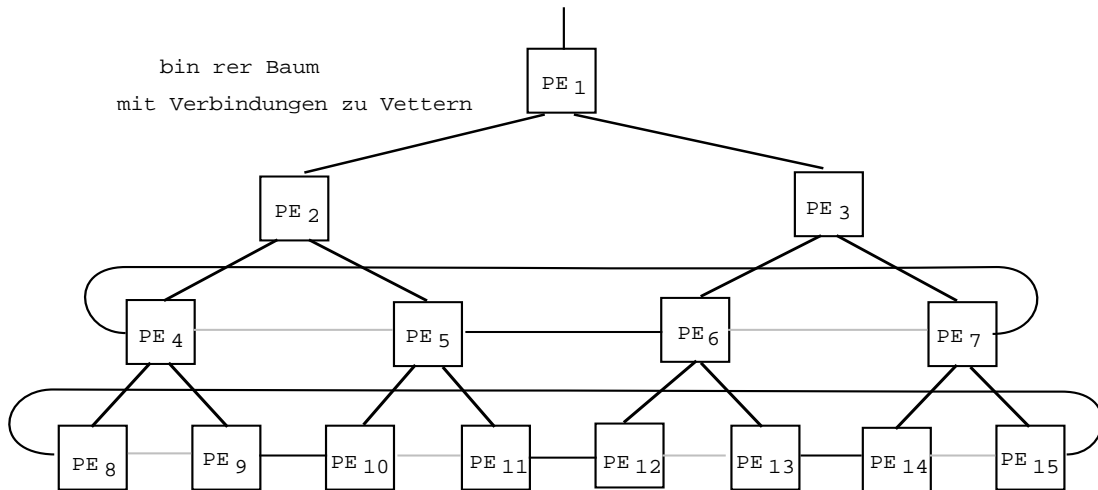 bin rer Baum
mit Verbindungen zu Vettern
PE 1
PE 2
PE 3
PE 4
PE 5
PE 6
PE 7
PE 8
PE 9
PE 10
PE 11
PE 12
PE 13
PE 14
PE 15